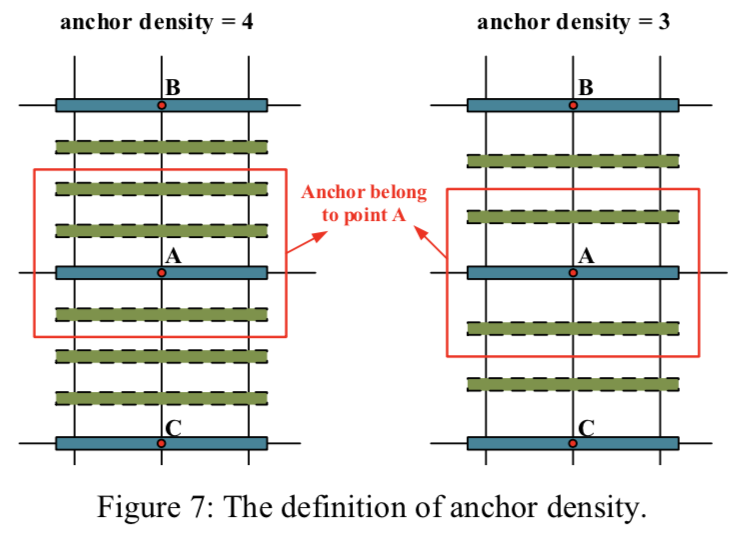 anchor density = 4
anchor density = 3
B
B
Anchor belong
to point A
A
A
C
C
Figure 7: The definition of anchor density.